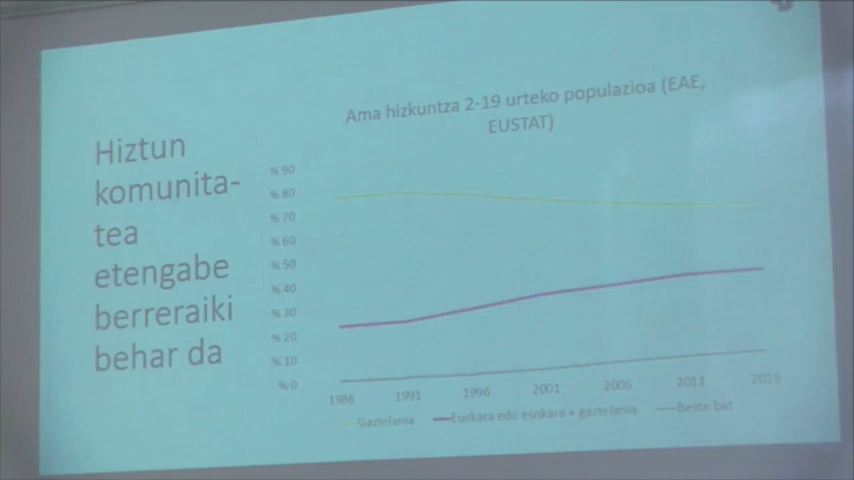 Hiztun
komunita-
tea
etengabe
berreraiki
behar da
Ama hizkuntza 2-19 urteko populazioa (EAE,
EUSTAT)
% 90
% 80
% 70
% 60
% 50
% 40
% 30
% 20
% 10
% 0
1986 1991 1996 2001 2006 2011 2016
Gaztelania Euskara edo euskara + gaztelania Beste bat